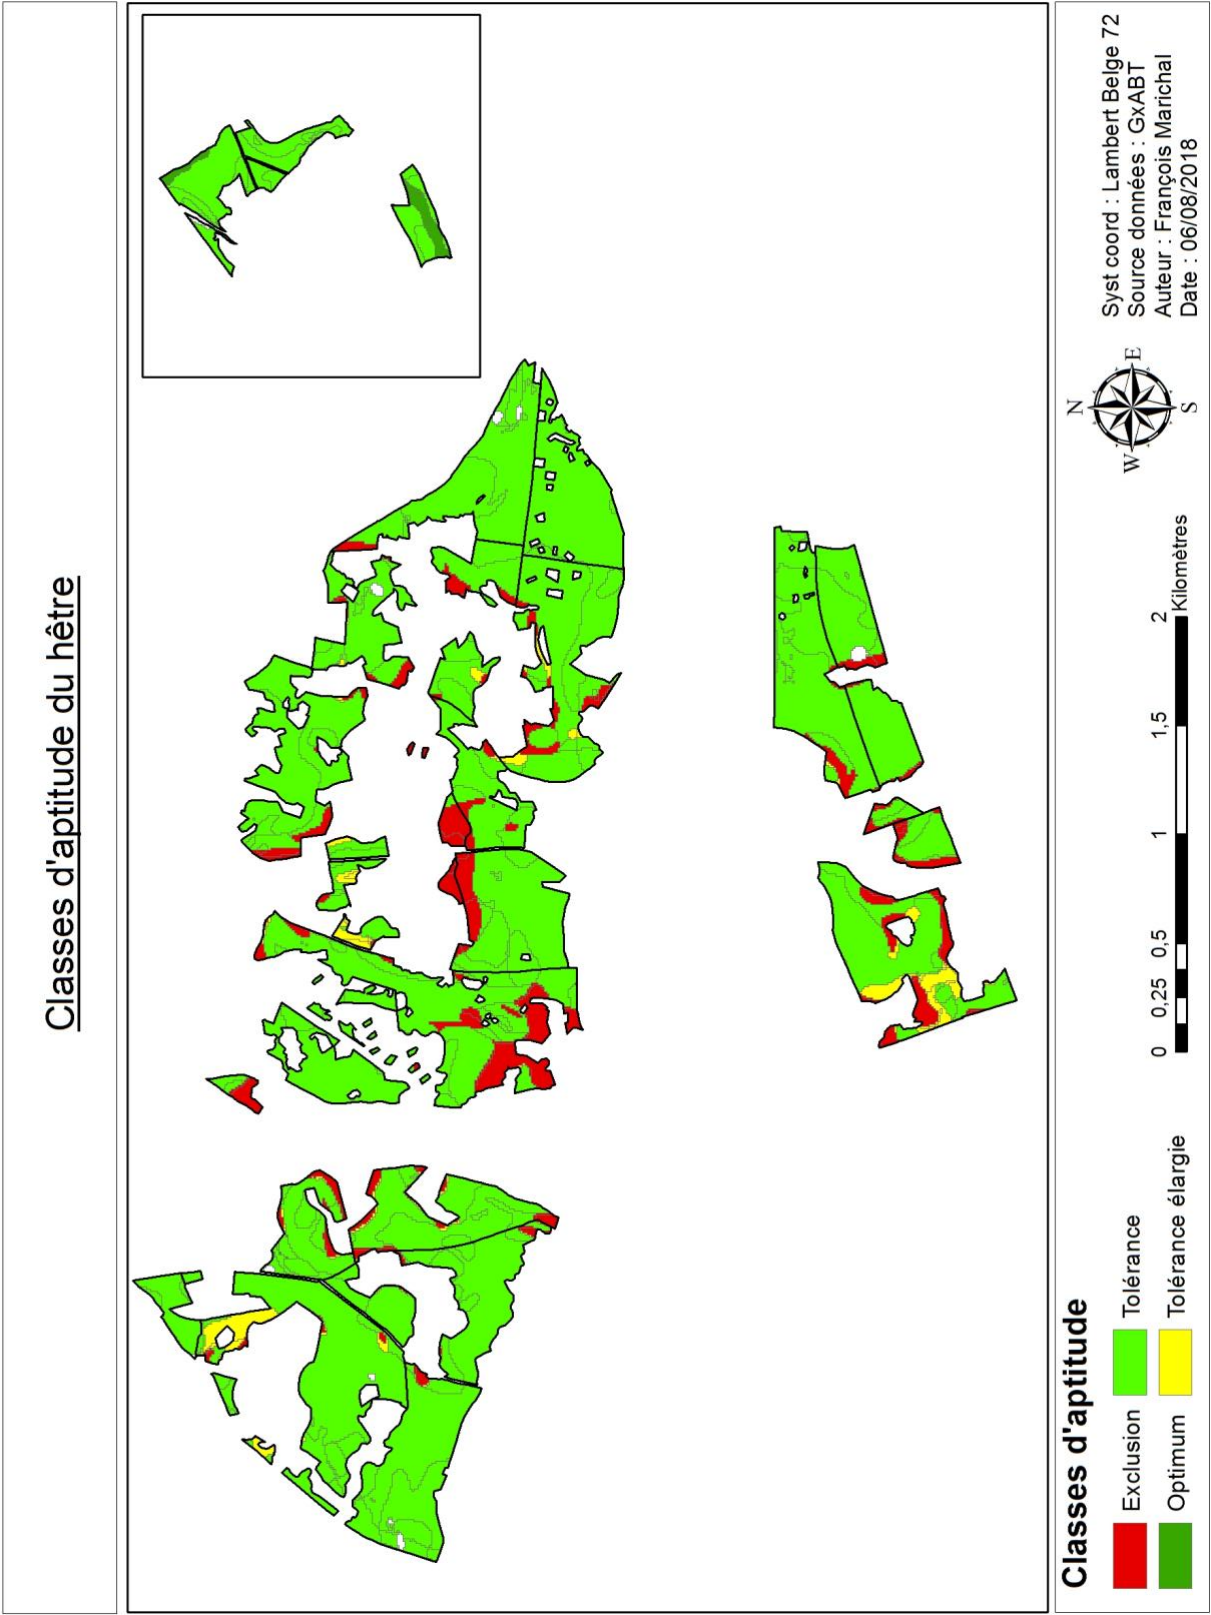 Classes d'aptitude du hêtre
Classes d'aptitude
Exclusion
Tolérance
Optimum
Tolérance élargie
0 0,25 0,5 1 1,5 2
Kilomètres
N
W E
S
Syst coord : Lambert Belge 72
Source données : GxABT
Auteur : François Marichal
Date : 06/08/2018